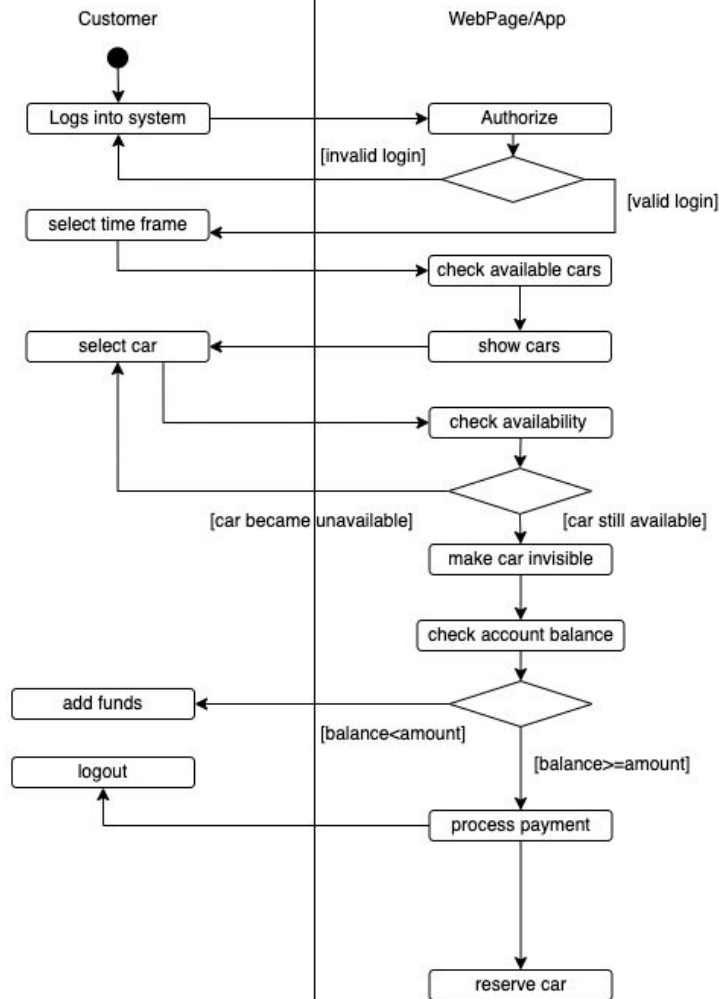 Customer
WebPage/App
Logs into system
Authorize
[invalid login]
[valid login]
select time frame
check available cars
select car
show cars
check availability
[car became unavailable]
[car still available]
make car invisible
check account balance
add funds
[balance<amount]
[balance>=amount]
logout
process payment
reserve car